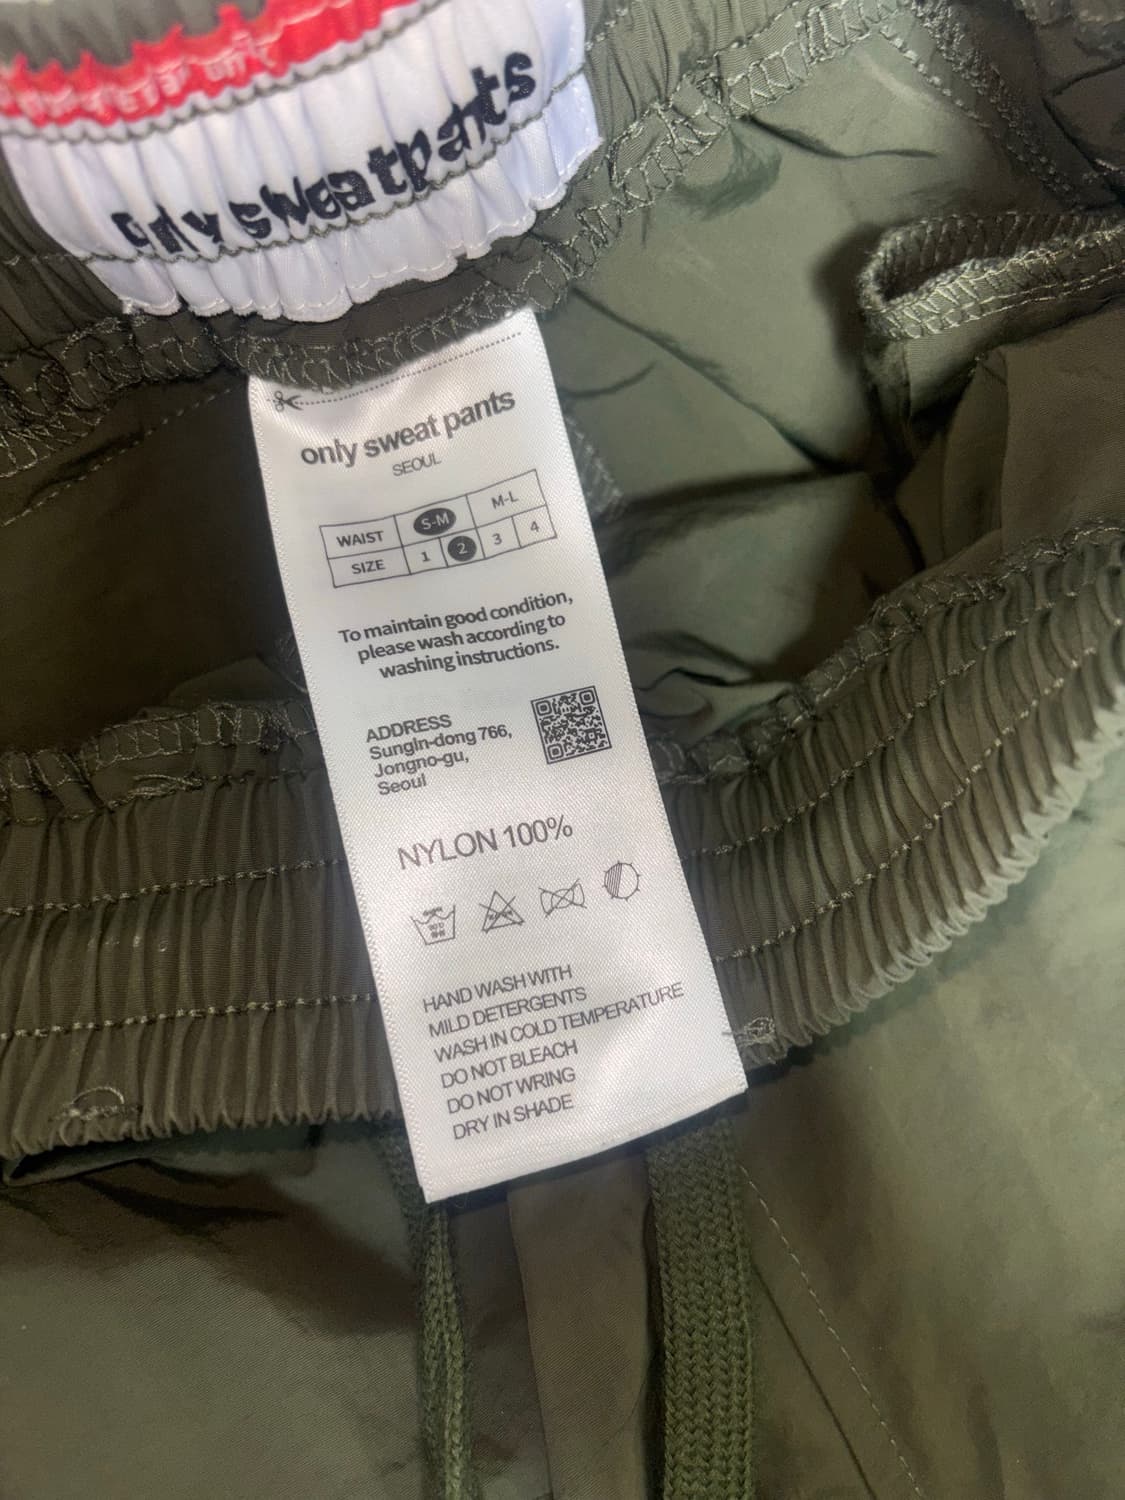 only sweatpants
only sweat pants
SEOUL
WAIST S-M M-L
SIZE 1 2 3 4
To maintain good condition,
please wash according to
washing instructions.
ADDRESS
Sungin-dong 766,
Jongno-gu,
Seoul
NYLON 100%
HAND WASH WITH
MILD DETERGENTS
WASH IN COLD TEMPERATURE
DO NOT BLEACH
DO NOT WRING
DRY IN SHADE